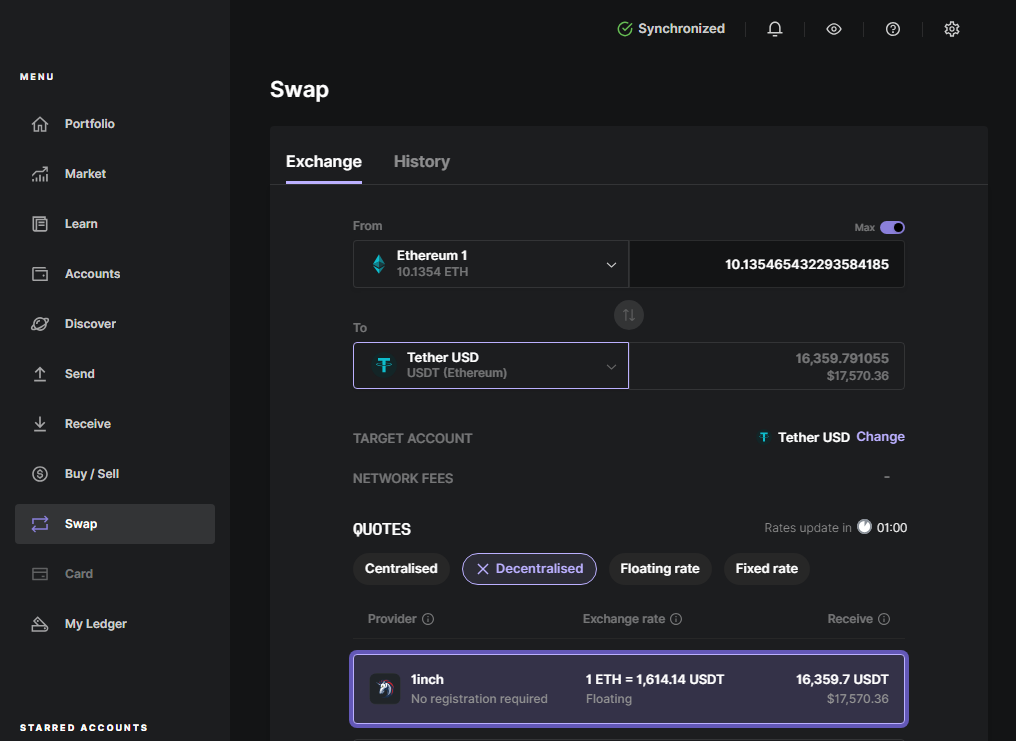 Synchronized
MENU
Portfolio
Market
Learn
Accounts
Discover
Send
Receive
Buy / Sell
Swap
Card
My Ledger
STARRED ACCOUNTS
Swap
Exchange History
From Max
Ethereum 1
10.1354 ETH
10.135465432293584185
To
Tether USD
USDT (Ethereum)
16,359.791055
$17,570.36
TARGET ACCOUNT Tether USD Change
NETWORK FEES -
QUOTES Rates update in 01:00
Centralised Decentralised Floating rate Fixed rate
Provider Exchange rate Receive
1inch 1 ETH = 1,614.14 USDT 16,359.7 USDT
No registration required Floating $17,570.36